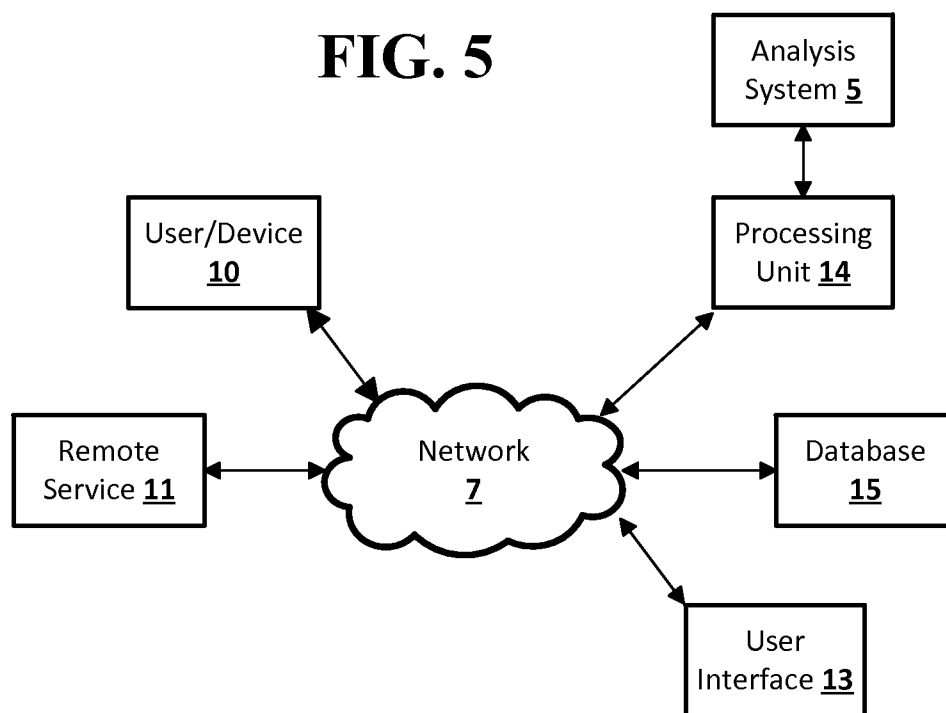 FIG. 5
Analysis
System 5
User/Device
10
Processing
Unit 14
Remote
Service 11
Network
7
Database
15
User
Interface 13